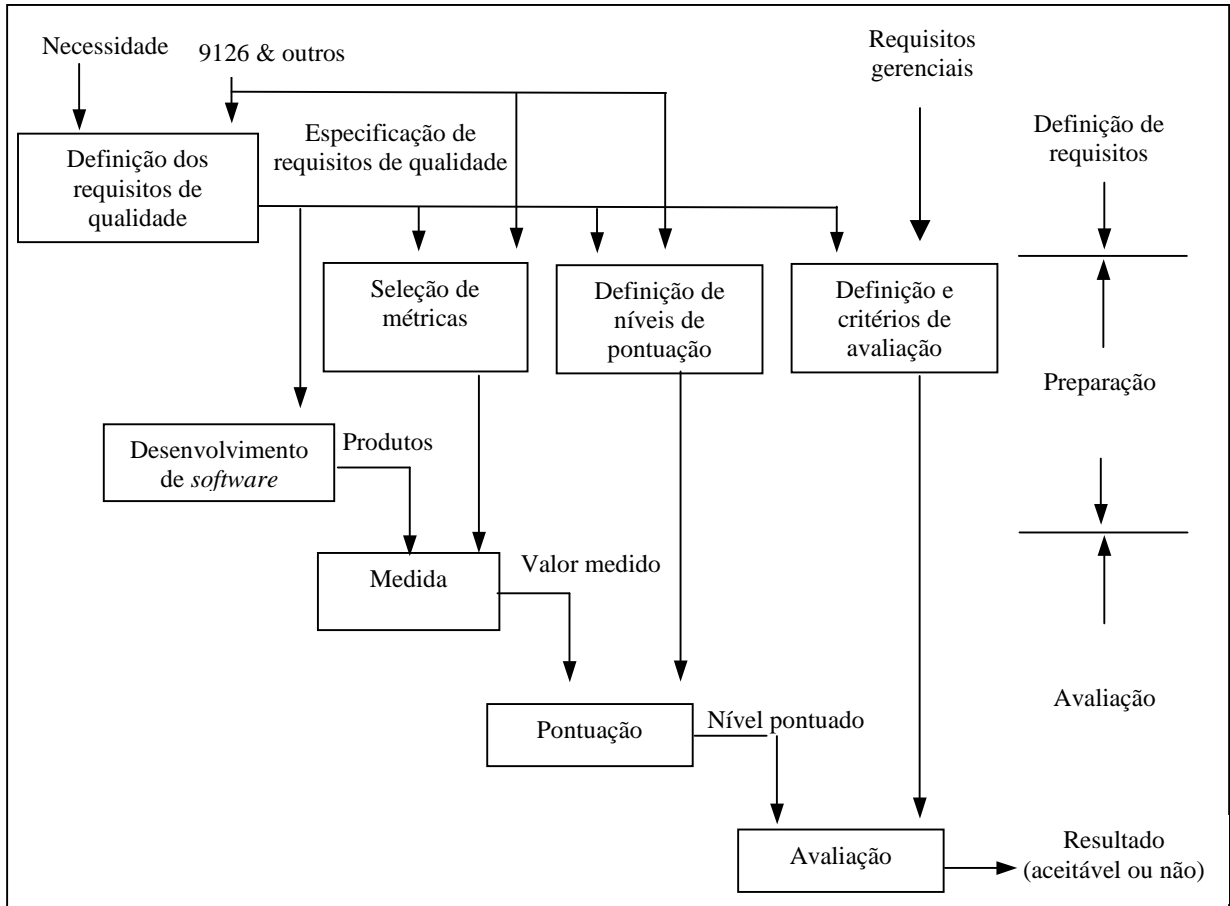 Necessidade
9126 & outros
Requisitos
gerenciais
Especificação de
requisitos de qualidade
Definição de
requisitos
Definição dos
requisitos de
qualidade
Seleção de
métricas
Definição de
níveis de
pontuação
Definição e
critérios de
avaliação
Preparação
Desenvolvimento
de software
Produtos
Medida
Valor medido
Avaliação
Pontuação
Nível pontuado
Avaliação
Resultado
(aceitável ou não)